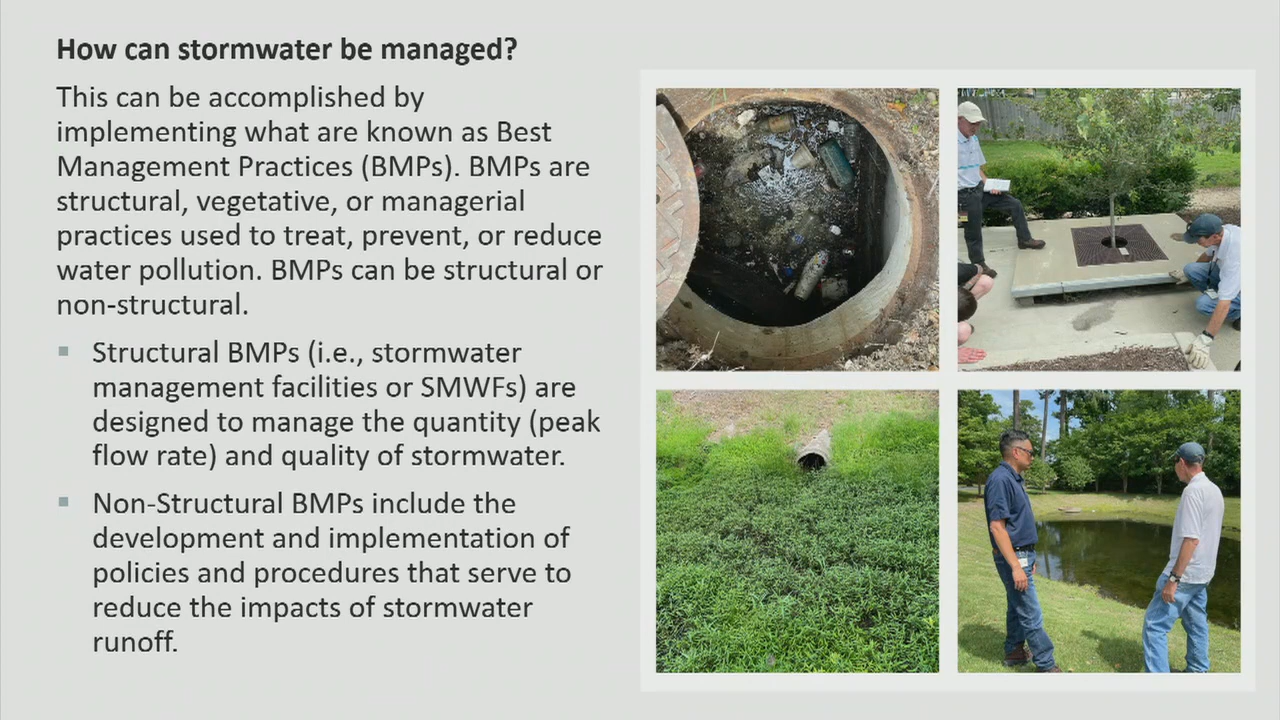 How can stormwater be managed?
This can be accomplished by
implementing what are known as Best
Management Practices (BMPs). BMPs are
structural, vegetative, or managerial
practices used to treat, prevent, or reduce
water pollution. BMPs can be structural or
non-structural.
Structural BMPs (i.e., stormwater
management facilities or SMWFs) are
designed to manage the quantity (peak
flow rate) and quality of stormwater.
Non-Structural BMPs include the
development and implementation of
policies and procedures that serve to
reduce the impacts of stormwater
runoff.